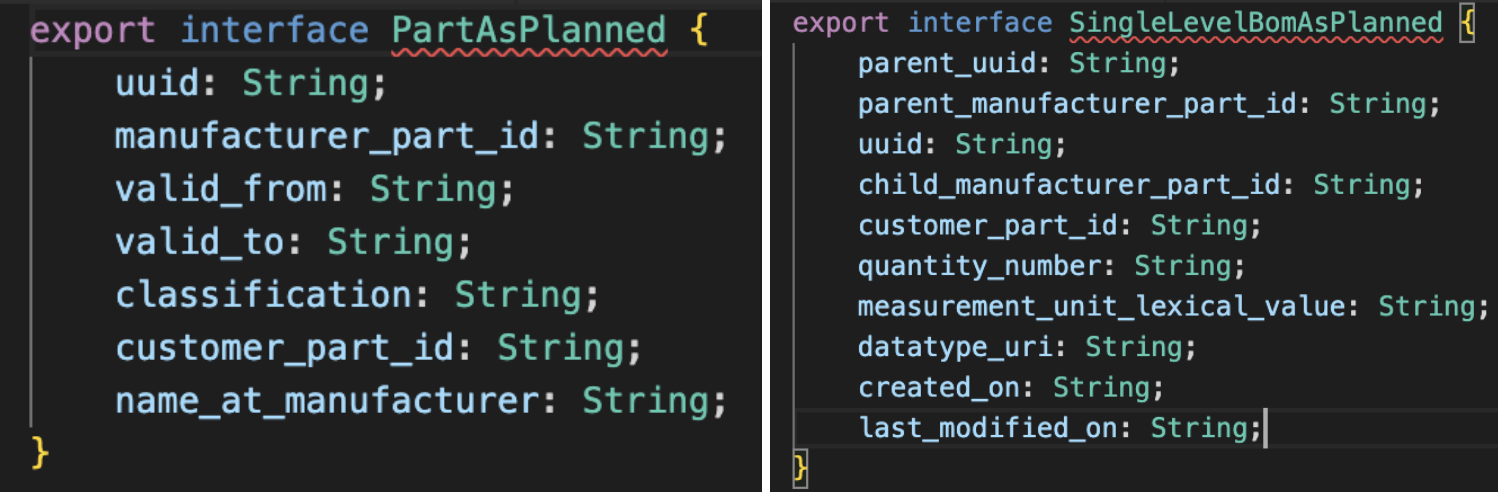 export interface PartAsPlanned {
uuid: String;
manufacturer_part_id: String;
valid_from: String;
valid_to: String;
classification: String;
customer_part_id: String;
name_at_manufacturer: String;
}
export interface SingleLevelBomAsPlanned {
parent_uuid: String;
parent_manufacturer_part_id: String;
uuid: String;
child_manufacturer_part_id: String;
customer_part_id: String;
quantity_number: String;
measurement_unit_lexical_value: String;
datatype_uri: String;
created_on: String;
last_modified_on: String;
}